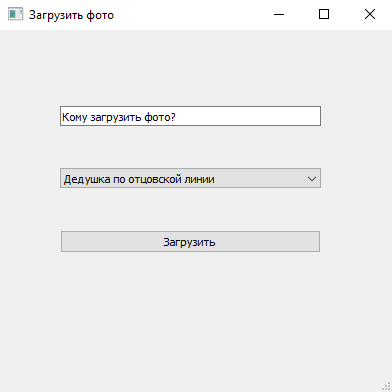 Загрузить фото
Кому загрузить фото?
Дедушка по отцовской линии
Загрузить